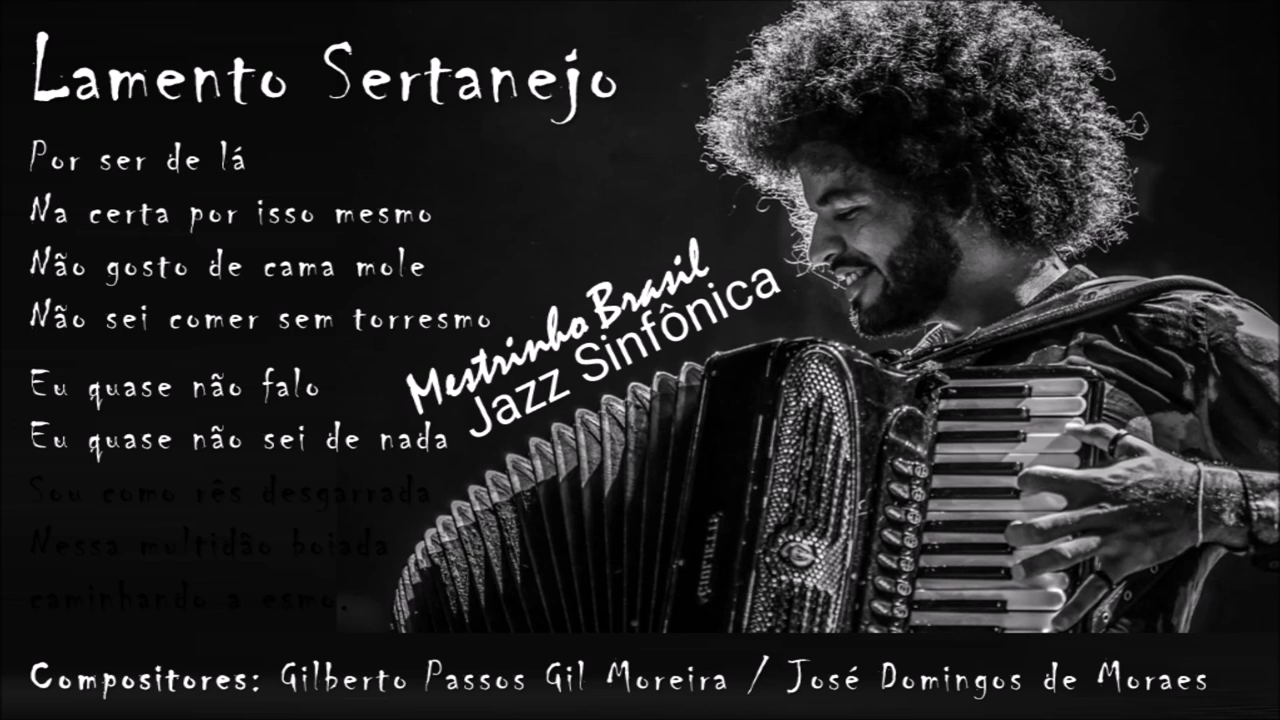 Lamento Sertanejo
Por ser de lá
Na certa por isso mesmo
Não gosto de cama mole
Não sei comer sem torresmo
Eu quase não falo
Eu quase não sei de nada
Sou como rês desgarrada
Nessa multidão boiada
caminhando a esmo.
Mestrinho Brasil
Jazz Sinfônica
Compositores: Gilberto Passos Gil Moreira / José Domingos de Moraes